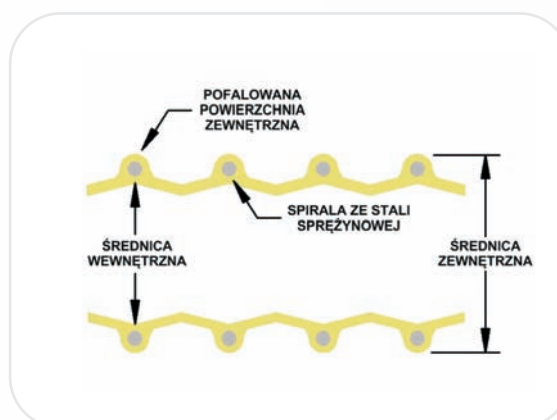 POFALOWANA
POWIERZCHNIA
ZEWNĘTRZNA
SPIRALA ZE STALI
SPRĘŻYNOWEJ
ŚREDNICA
WEWNĘTRZNA
ŚREDNICA
ZEWNĘTRZNA